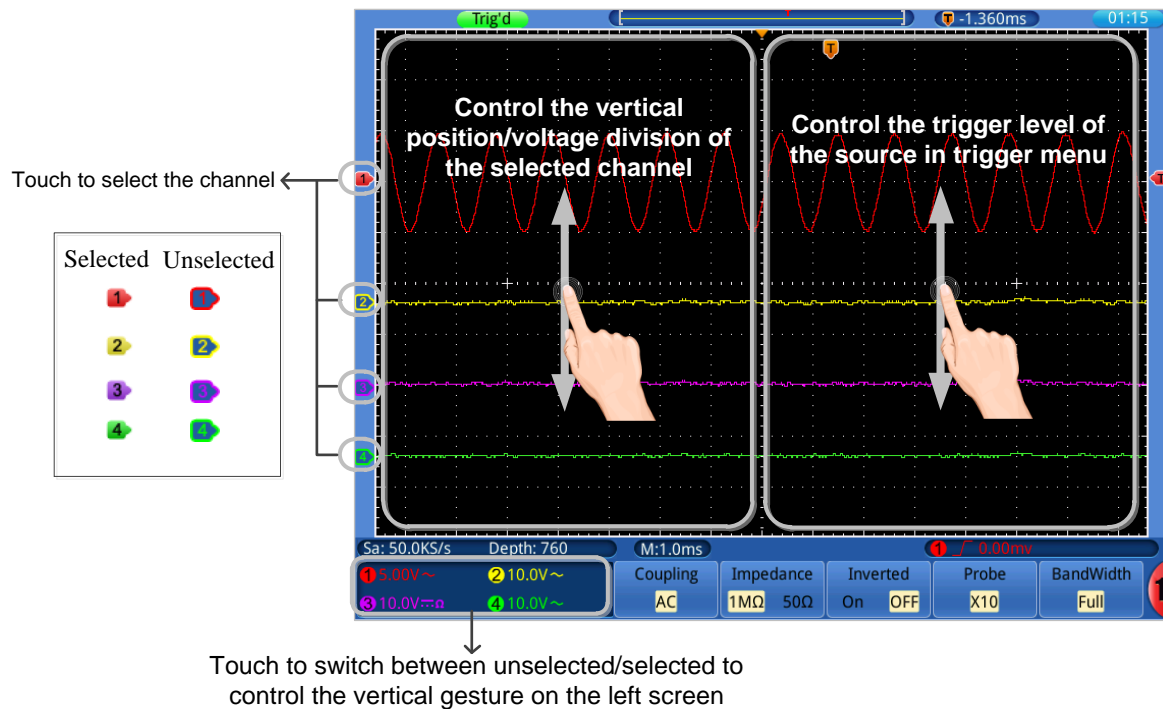 Trig'd
T -1.360ms
01:15
T
Control the vertical
position/voltage division of
the selected channel
Control the trigger level of
the source in trigger menu
Touch to select the channel
1
T
Selected Unselected
1 1
2 2
3 3
4 4
2
3
4
Sa: 50.0KS/s Depth: 760 M:1.0ms 1 0.00mv
1 5.00V~ 2 10.0V~
3 10.0V⎓Ω 4 10.0V~
Coupling Impedance Inverted Probe BandWidth
AC 1MΩ 50Ω On OFF X10 Full
1
Touch to switch between unselected/selected to
control the vertical gesture on the left screen